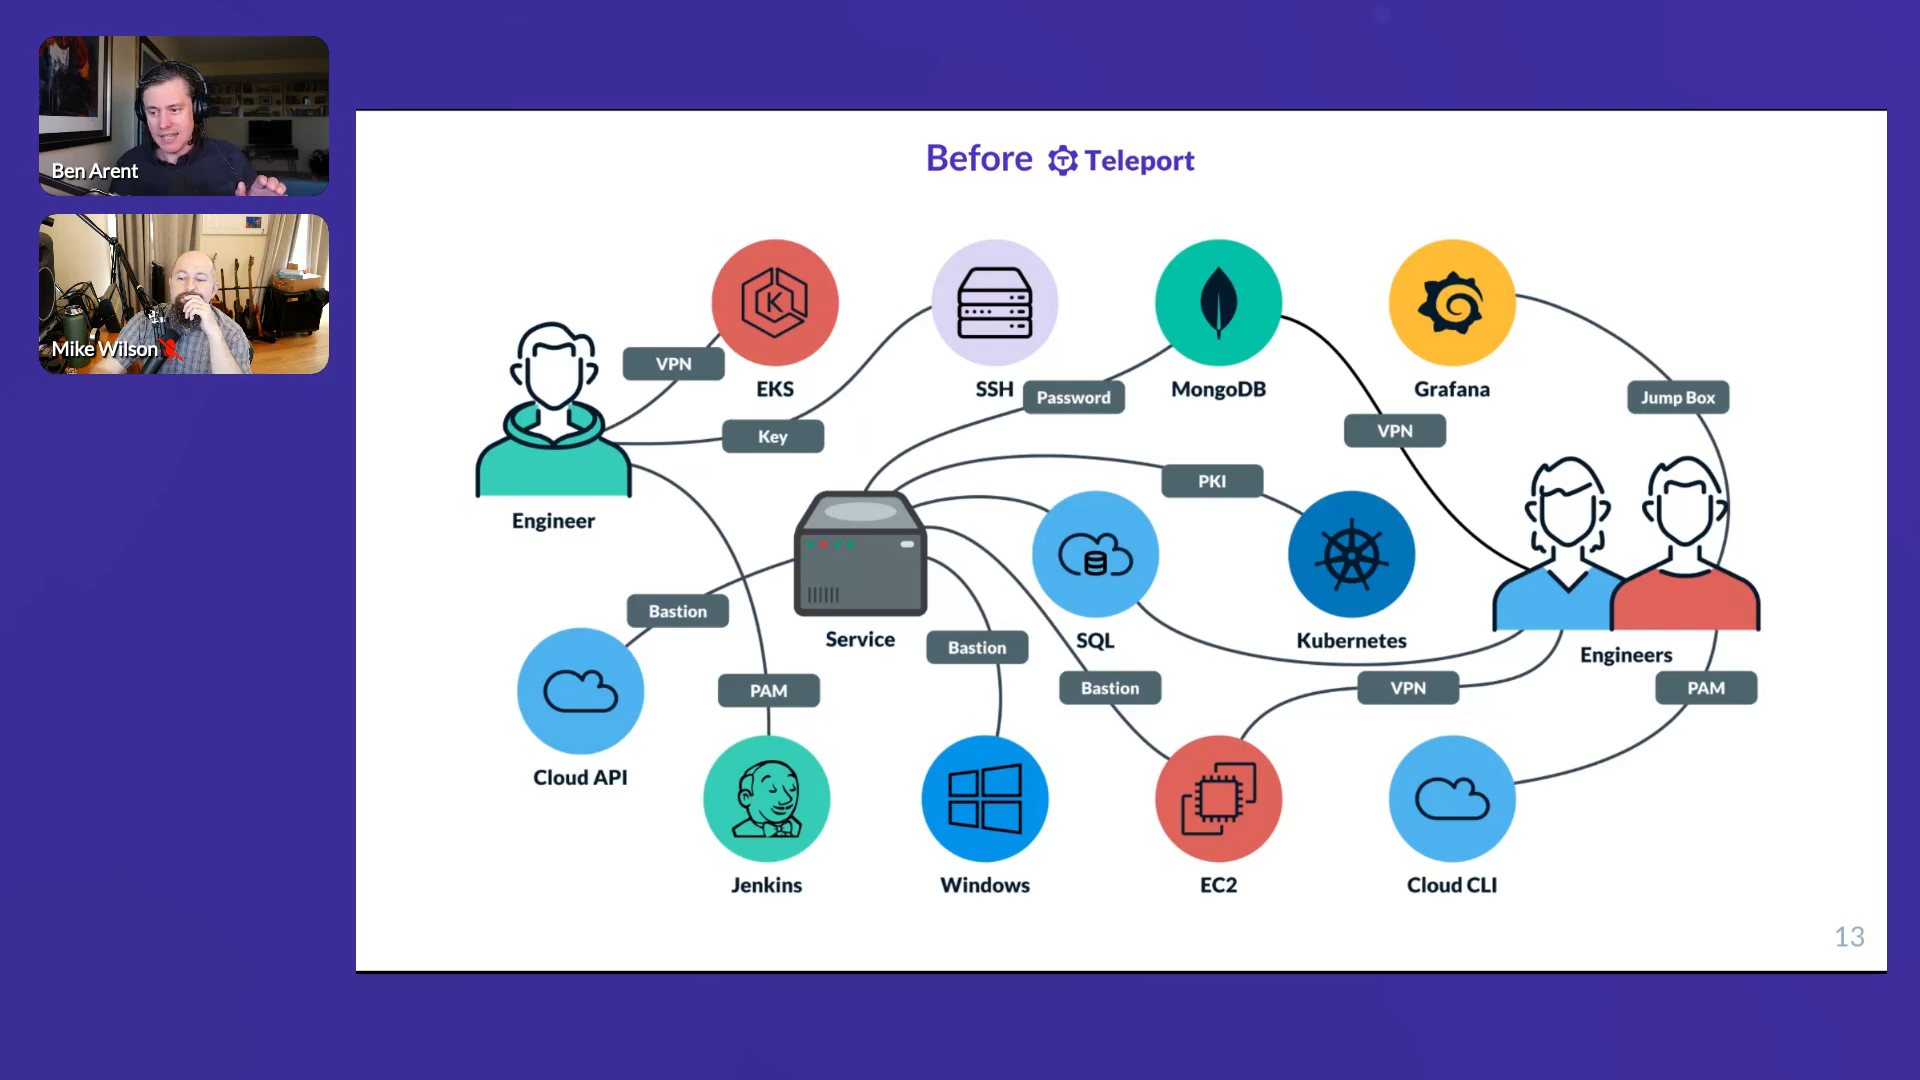 Ben Arent
Mike Wilson
Before Teleport
VPN
EKS
SSH
Password
MongoDB
Grafana
Jump Box
Key
VPN
PKI
Engineer
Bastion
Service
Bastion
SQL
Kubernetes
Engineers
PAM
Bastion
VPN
PAM
Cloud API
Jenkins
Windows
EC2
Cloud CLI
13